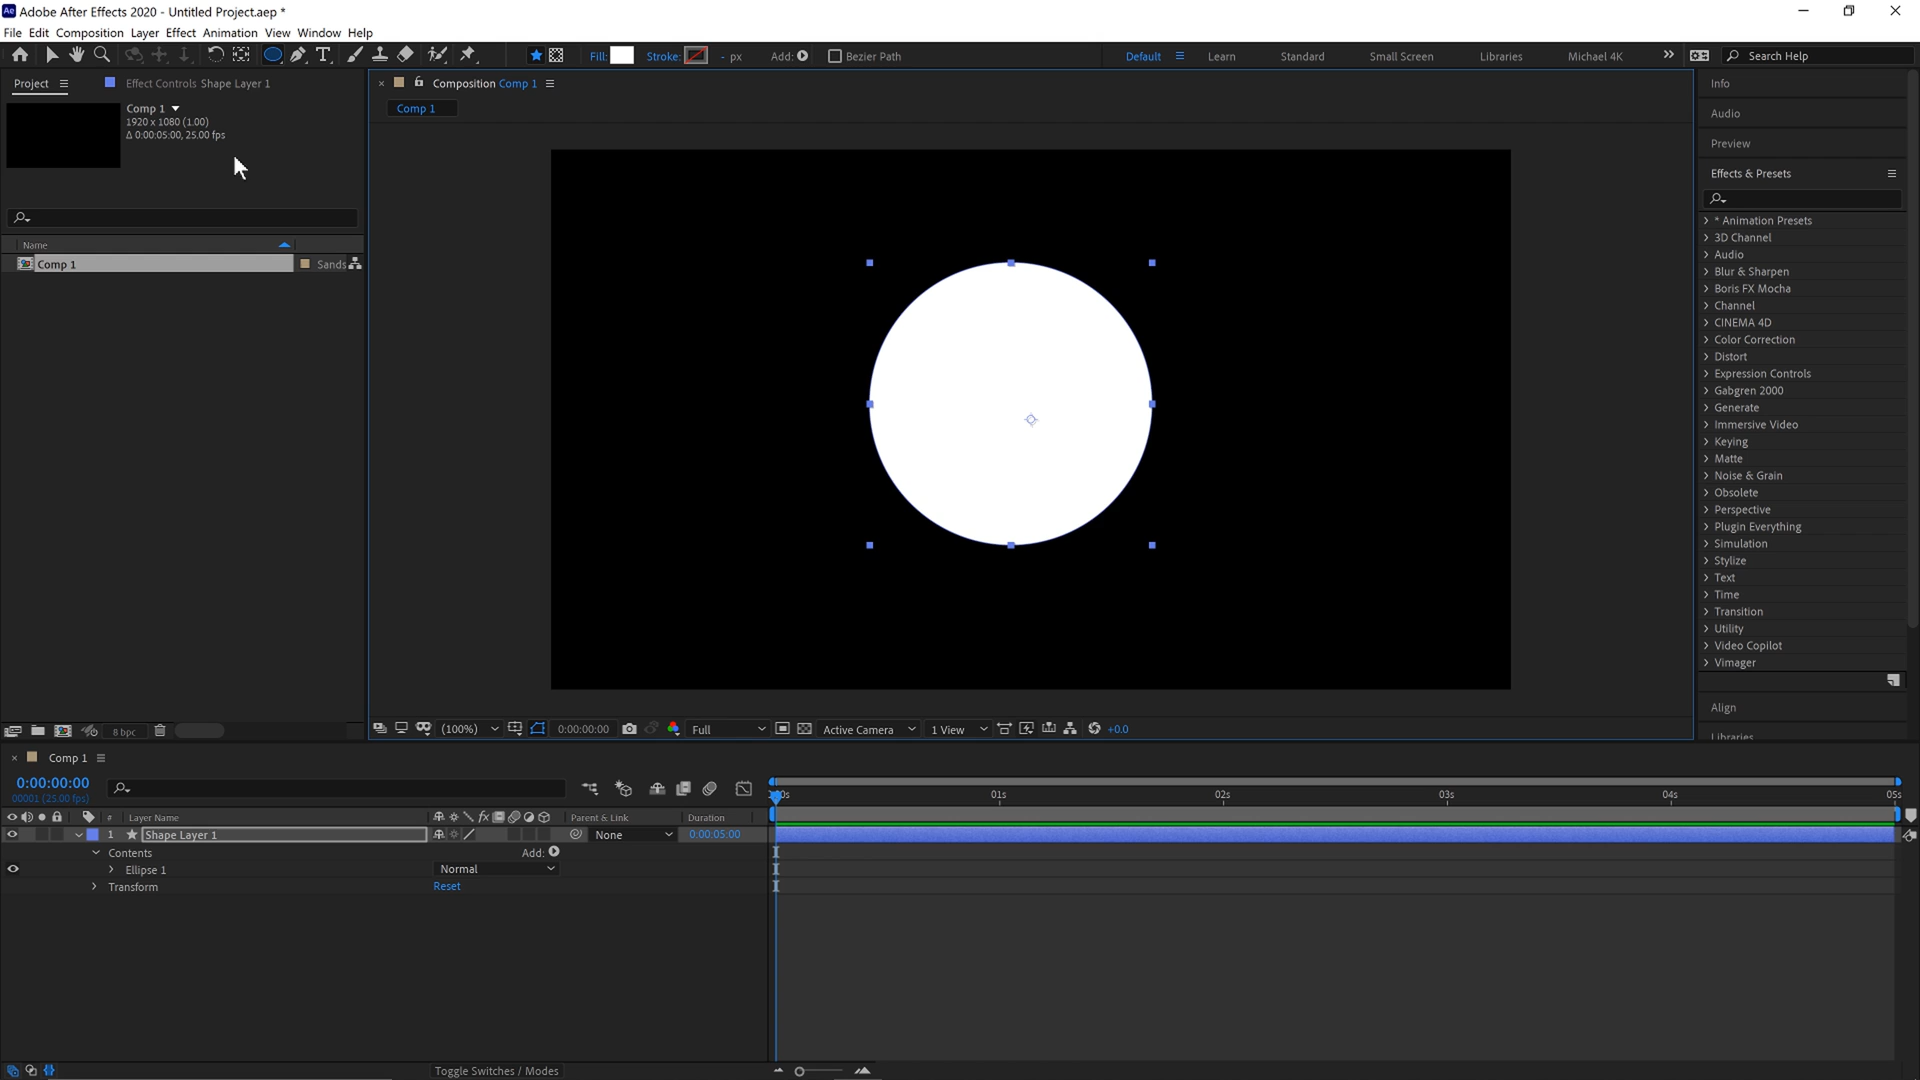 Ae Adobe After Effects 2020 - Untitled Project.aep *
File Edit Composition Layer Effect Animation View Window Help
T Fill: Stroke: - px Add: Bezier Path Default Learn Standard Small Screen Libraries Michael 4K >> Search Help
Project Effect Controls Shape Layer 1
Composition Comp 1
Info
Comp 1
1920 x 1080 (1.00)
Δ 0:00:05:00, 25.00 fps
Comp 1
Audio
Preview
Effects & Presets
Name
Comp 1 Sands
* Animation Presets
3D Channel
Audio
Blur & Sharpen
Boris FX Mocha
Channel
CINEMA 4D
Color Correction
Distort
Expression Controls
Gabgren 2000
Generate
Immersive Video
Keying
Matte
Noise & Grain
Obsolete
Perspective
Plugin Everything
Simulation
Stylize
Text
Time
Transition
Utility
Video Copilot
Vimager
Align
Libraries
8 bpc
(100%) 0:00:00:00 Full Active Camera 1 View +0.0
Comp 1
0:00:00:00
00001 (25.00 fps)
01s 02s 03s 04s 05s
# Layer Name fx Parent & Link Duration
1 Shape Layer 1 None 0:00:05:00
Contents Add:
Ellipse 1 Normal
Transform Reset
Toggle Switches / Modes